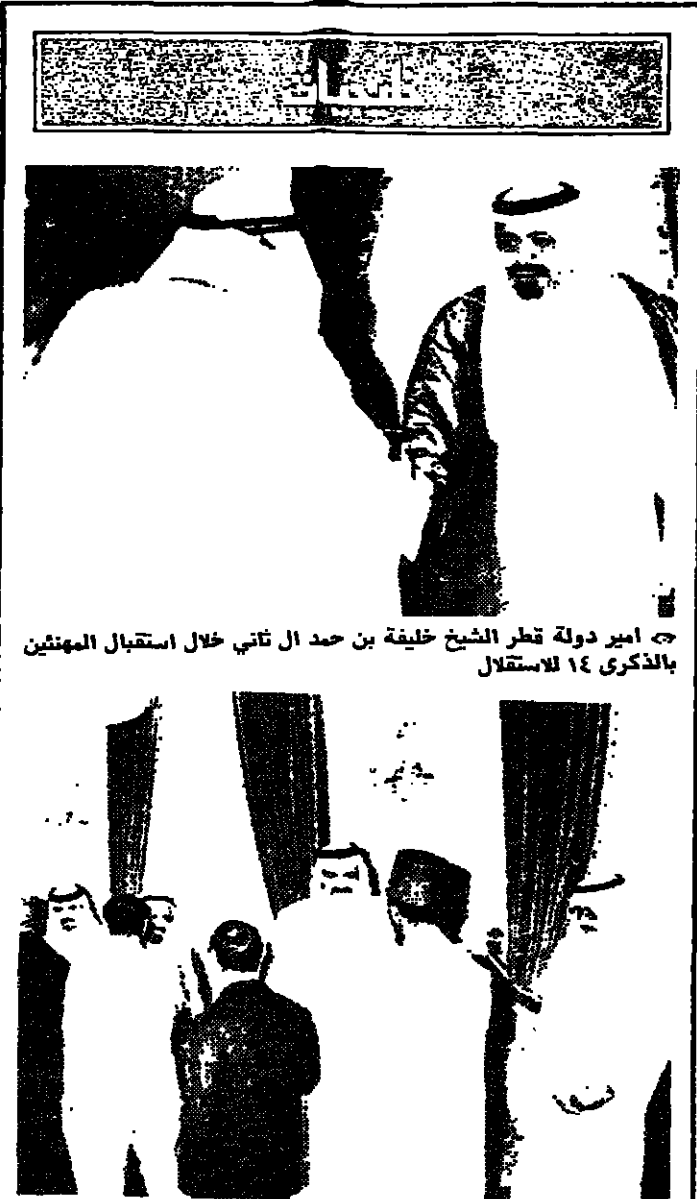 امير دولة قطر الشيخ خليفة بن حمد ال ثاني خلال استقبال المهنئين
بالذكرى ١٤ للاستقلال